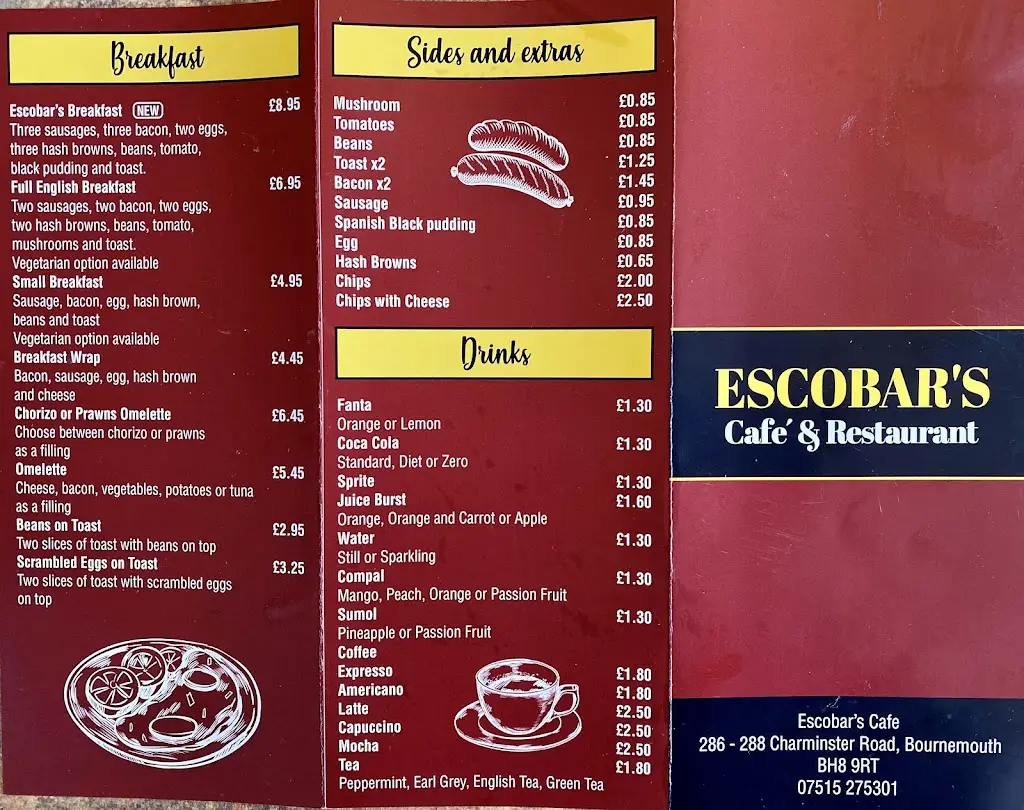 Breakfast
Escobar's Breakfast NEW £8.95
Three sausages, three bacon, two eggs,
three hash browns, beans, tomato,
black pudding and toast.
Full English Breakfast £6.95
Two sausages, two bacon, two eggs,
two hash browns, beans, tomato,
mushrooms and toast.
Vegetarian option available
Small Breakfast £4.95
Sausage, bacon, egg, hash brown,
beans and toast
Vegetarian option available
Breakfast Wrap £4.45
Bacon, sausage, egg, hash brown
and cheese
Chorizo or Prawns Omelette £6.45
Choose between chorizo or prawns
as a filling
Omelette £5.45
Cheese, bacon, vegetables, potatoes or tuna
as a filling
Beans on Toast £2.95
Two slices of toast with beans on top
Scrambled Eggs on Toast £3.25
Two slices of toast with scrambled eggs
on top
Sides and extras
Mushroom £0.85
Tomatoes £0.85
Beans £0.85
Toast x2 £1.25
Bacon x2 £1.45
Sausage £0.95
Spanish Black pudding £0.85
Egg £0.85
Hash Browns £0.65
Chips £2.00
Chips with Cheese £2.50
Drinks
Fanta £1.30
Orange or Lemon
Coca Cola £1.30
Standard, Diet or Zero
Sprite £1.30
Juice Burst £1.60
Orange, Orange and Carrot or Apple
Water £1.30
Still or Sparkling
Compal £1.30
Mango, Peach, Orange or Passion Fruit
Sumol £1.30
Pineapple or Passion Fruit
Coffee
Expresso £1.80
Americano £1.80
Latte £2.50
Capuccino £2.50
Mocha £2.50
Tea £1.80
Peppermint, Earl Grey, English Tea, Green Tea
ESCOBAR'S
Cafe´ & Restaurant
Escobar's Cafe
286 - 288 Charminster Road, Bournemouth
BH8 9RT
07515 275301